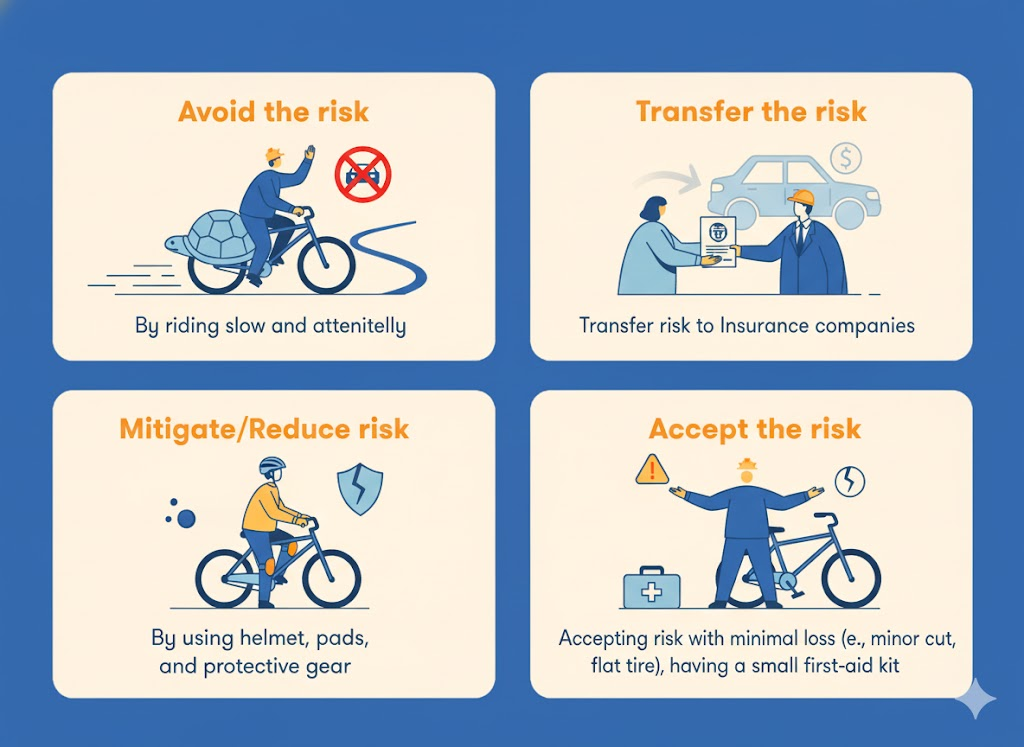 Avoid the risk
By riding slow and attenitelly
Transfer the risk
$
Transfer risk to Insurance companies
Mitigate/Reduce risk
By using helmet, pads,
and protective gear
Accept the risk
!
Accepting risk with minimal loss (e., minor cut,
flat tire), having a small first-aid kit